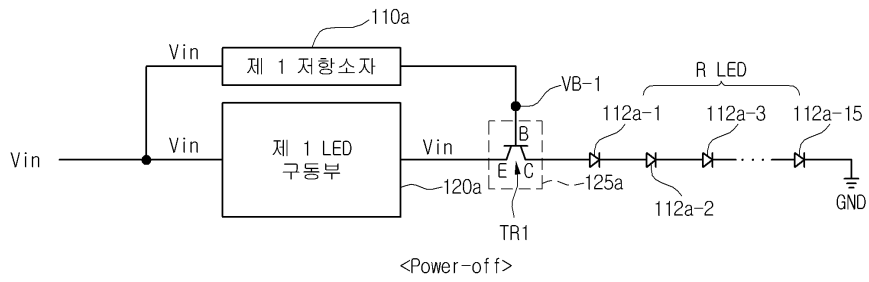 110a
Vin
제 1 저항소자
R LED
VB-1
112a-1
112a-3
112a-15
B
Vin
Vin
제 1 LED
구동부
Vin
E
C
120a
125a
112a-2
GND
TR1
<Power-off>